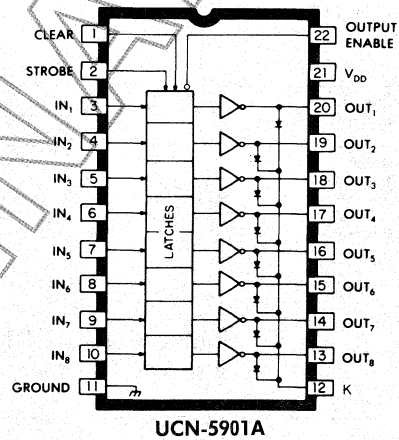 CLEAR 1 22 OUTPUT ENABLE
STROBE 2 21 VDD
IN1 3 20 OUT1
IN2 4 19 OUT2
IN3 5 18 OUT3
IN4 6 17 OUT4
LATCHES
IN5 7 16 OUT5
IN6 8 15 OUT6
IN7 9 14 OUT7
IN8 10 13 OUT8
GROUND 11 12 K
UCN-5901A